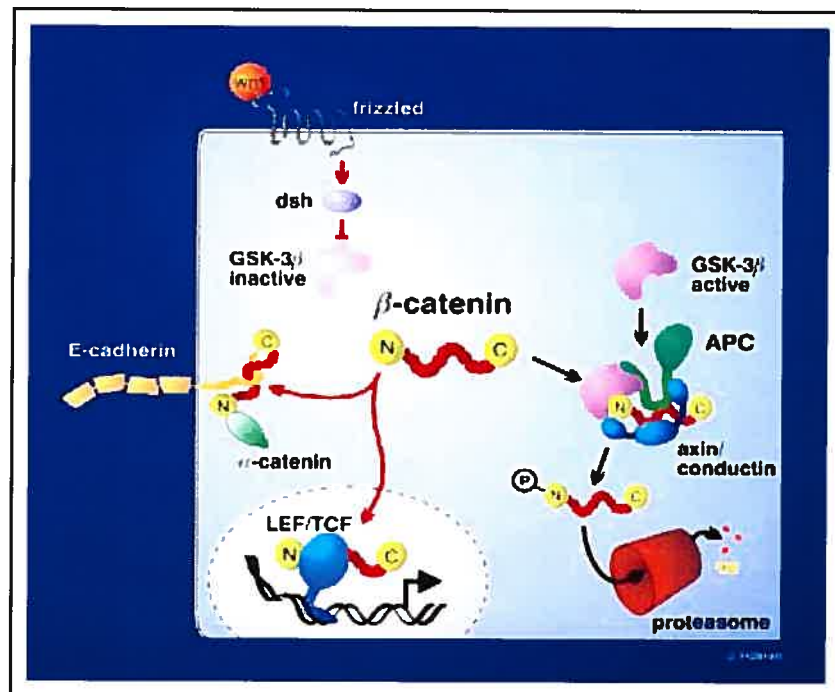 wnt
frizzled
dsh
GSK-3β
inactive
GSK-3β
active
β-catenin
E-cadherin
C
N
C
APC
N
α-catenin
N
C
axin/
conductin
P
N
C
LEF/TCF
N
C
proteasome